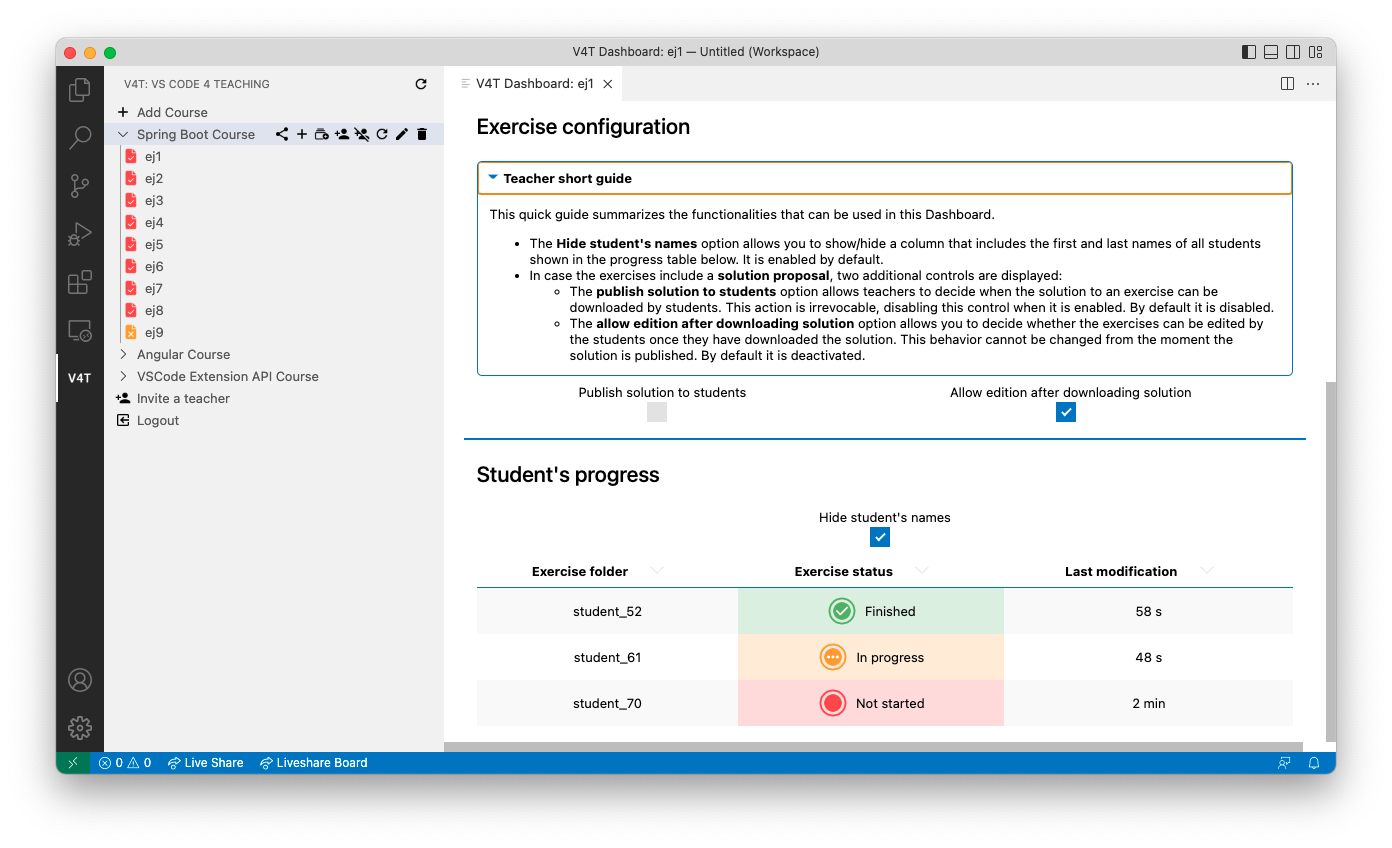 V4T Dashboard: ej1 — Untitled (Workspace)
V4T: VS CODE 4 TEACHING
Add Course
Spring Boot Course
ej1
ej2
ej3
ej4
ej5
ej6
ej7
ej8
ej9
Angular Course
VSCode Extension API Course
Invite a teacher
Logout
V4T
V4T Dashboard: ej1
Exercise configuration
Teacher short guide
This quick guide summarizes the functionalities that can be used in this Dashboard.
• The Hide student's names option allows you to show/hide a column that includes the first and last names of all students
shown in the progress table below. It is enabled by default.
• In case the exercises include a solution proposal, two additional controls are displayed:
◦ The publish solution to students option allows teachers to decide when the solution to an exercise can be
downloaded by students. This action is irrevocable, disabling this control when it is enabled. By default it is disabled.
◦ The allow edition after downloading solution option allows you to decide whether the exercises can be edited by
the students once they have downloaded the solution. This behavior cannot be changed from the moment the
solution is published. By default it is deactivated.
Publish solution to students Allow edition after downloading solution
Student's progress
Hide student's names
Exercise folder Exercise status Last modification
student_52 Finished 58 s
student_61 In progress 48 s
student_70 Not started 2 min
0 0 Live Share Liveshare Board